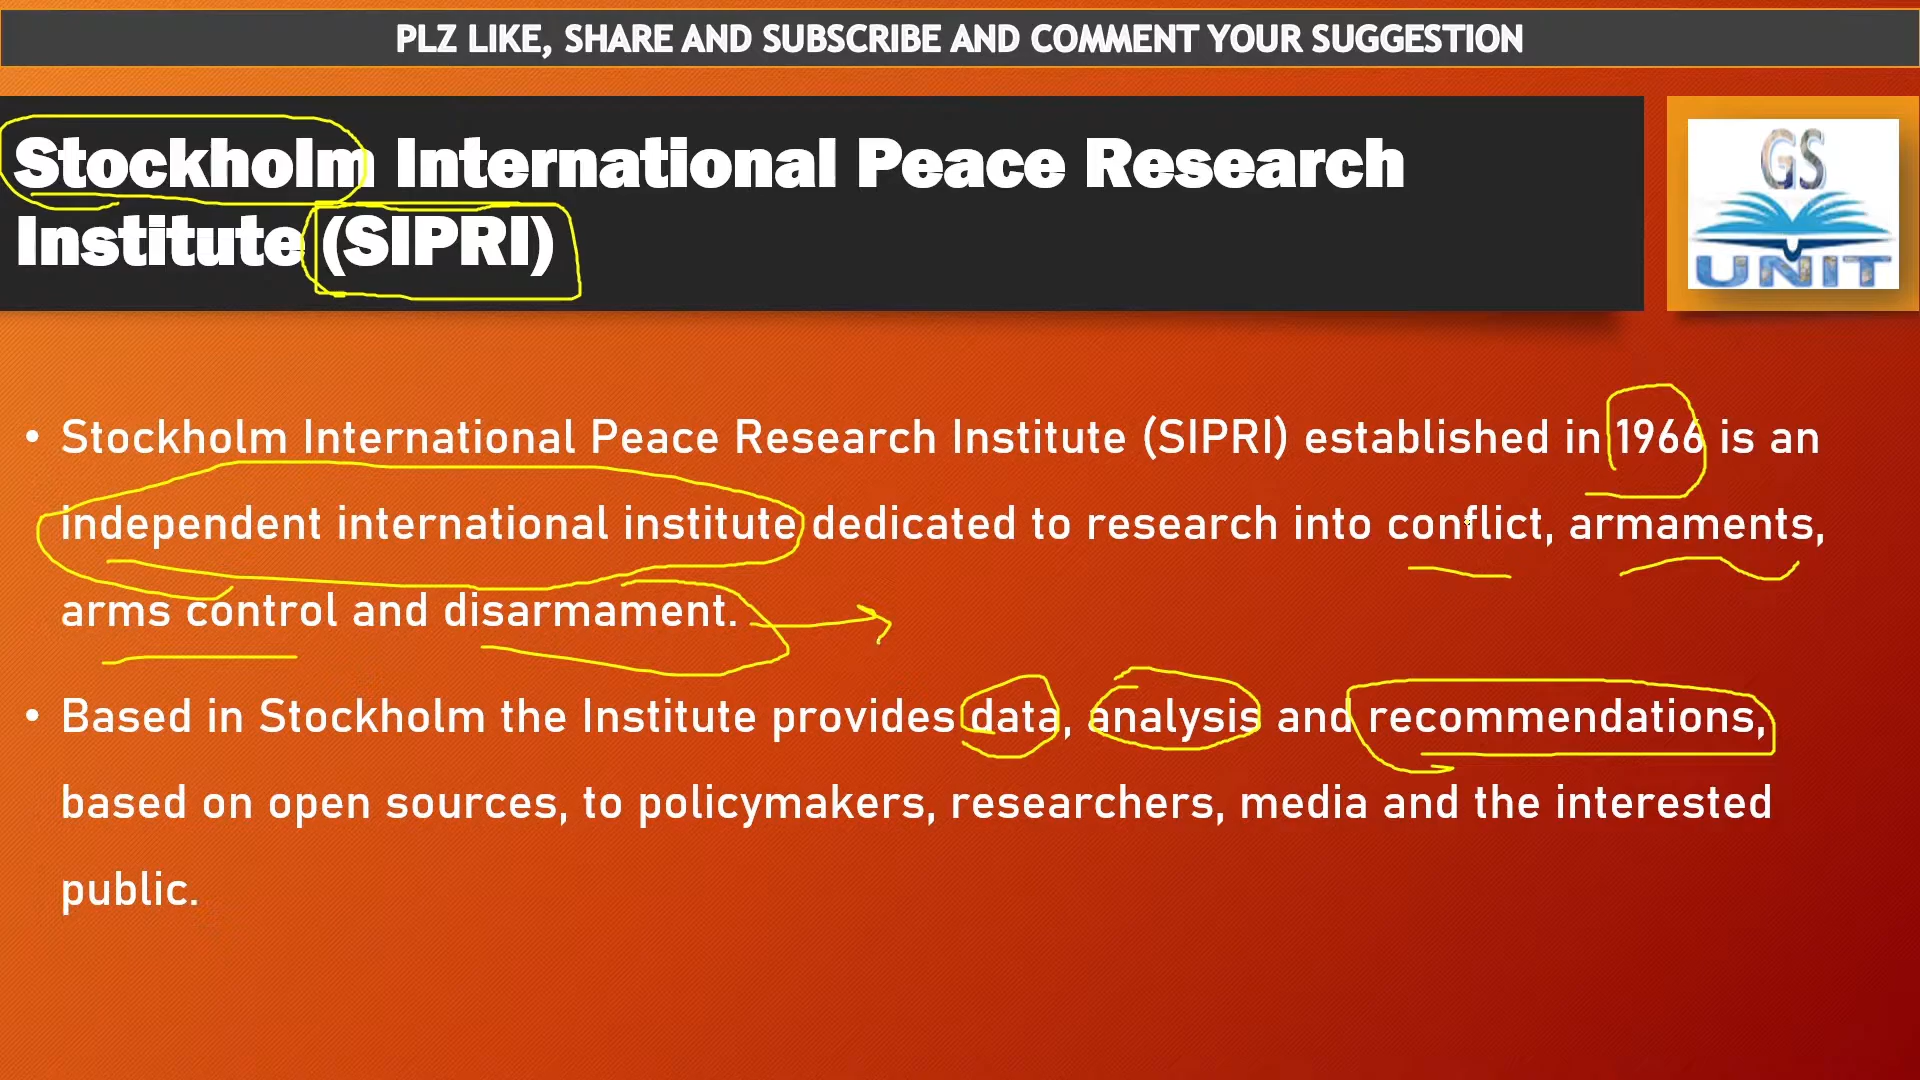 PLZ LIKE, SHARE AND SUBSCRIBE AND COMMENT YOUR SUGGESTION
Stockholm International Peace Research
Institute (SIPRI)
GS
UNIT
• Stockholm International Peace Research Institute (SIPRI) established in 1966 is an
independent international institute dedicated to research into conflict, armaments,
arms control and disarmament.
• Based in Stockholm the Institute provides data, analysis and recommendations,
based on open sources, to policymakers, researchers, media and the interested
public.